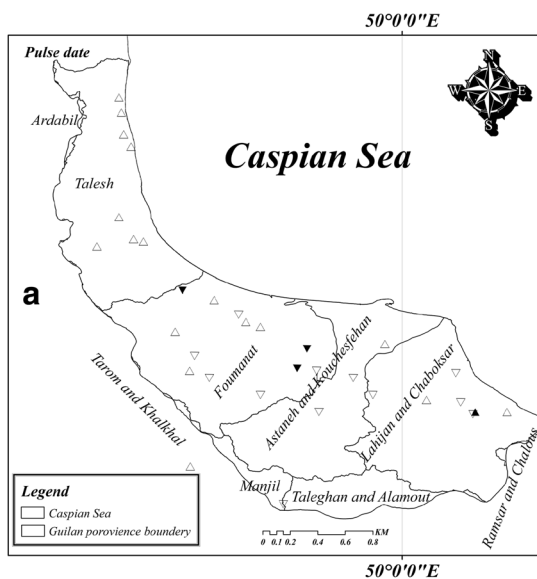 50°0'0"E
Pulse date
N
W E
S
Ardabil
Caspian Sea
Talesh
a
Foumanat
Astaneh and Kouchesfehan
Lahijan and Chaboksar
Tarom and Khalkhal
Ramsar and Chalous
Manjil
Taleghan and Alamout
Legend
Caspian Sea
Guilan porovience boundery
KM
0 0.1 0.2 0.4 0.6 0.8
50°0'0"E